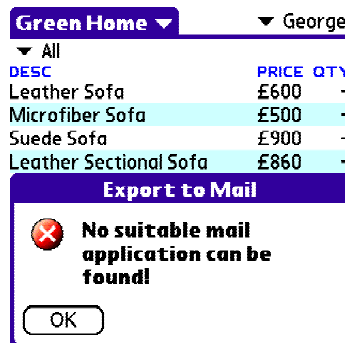 Green Home George
All
DESC PRICE QTY
Leather Sofa £600 -
Microfiber Sofa £500 -
Suede Sofa £900 -
Leather Sectional Sofa £860 -
Export to Mail
No suitable mail
application can be
found!
OK